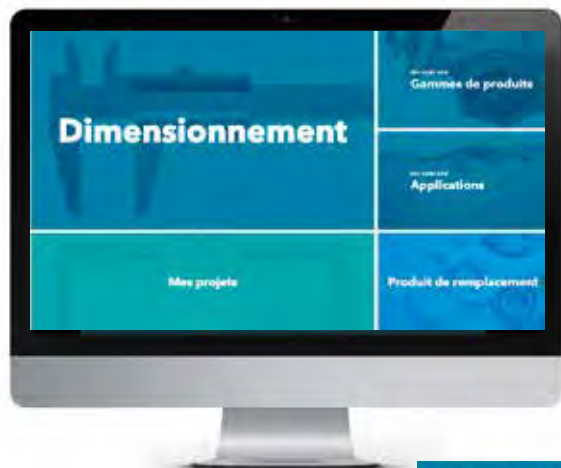 Dimensionnement
Gammes de produits
Applications
Mes projets
Produit de remplacement